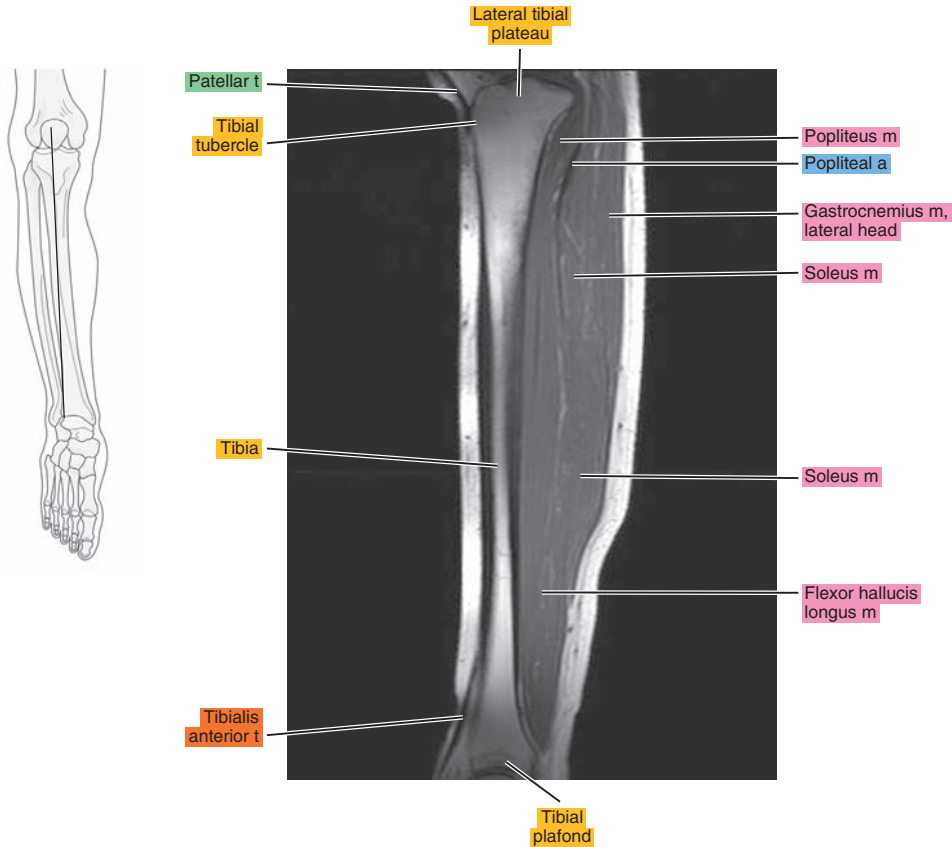 Lateral tibial
plateau
Patellar t
Tibial
tubercle
Popliteus m
Popliteal a
Gastrocnemius m,
lateral head
Soleus m
Tibia
Soleus m
Flexor hallucis
longus m
Tibialis
anterior t
Tibial
plafond